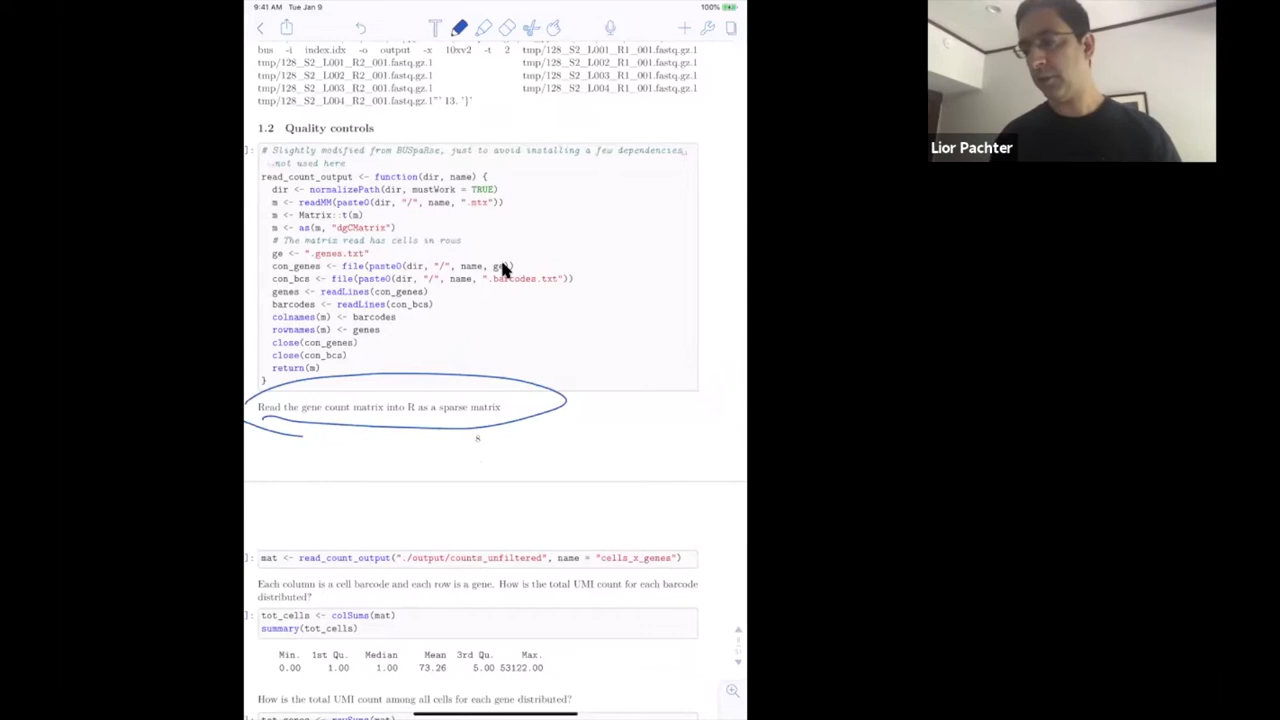 9:41 AM Tue Jan 9
100%
bus -i index.idx -o output -x 10xv2 -t 2 tmp/128_S2_L001_R1_001.fastq.gz.1
tmp/128_S2_L001_R2_001.fastq.gz.1 tmp/128_S2_L002_R1_001.fastq.gz.1
tmp/128_S2_L002_R2_001.fastq.gz.1 tmp/128_S2_L003_R1_001.fastq.gz.1
tmp/128_S2_L003_R2_001.fastq.gz.1 tmp/128_S2_L004_R1_001.fastq.gz.1
tmp/128_S2_L004_R2_001.fastq.gz.1"` 13. '}`
1.2 Quality controls
]: # Slightly modified from BUSpaRse, just to avoid installing a few dependencies
not used here
read_count_output <- function(dir, name) {
dir <- normalizePath(dir, mustWork = TRUE)
m <- readMM(paste0(dir, "/", name, ".mtx"))
m <- Matrix::t(m)
m <- as(m, "dgCMatrix")
# The matrix read has cells in rows
ge <- ".genes.txt"
con_genes <- file(paste0(dir, "/", name, ge))
con_bcs <- file(paste0(dir, "/", name, ".barcodes.txt"))
genes <- readLines(con_genes)
barcodes <- readLines(con_bcs)
colnames(m) <- barcodes
rownames(m) <- genes
close(con_genes)
close(con_bcs)
return(m)
}
Read the gene count matrix into R as a sparse matrix
8
]: mat <- read_count_output("./output/counts_unfiltered", name = "cells_x_genes")
Each column is a cell barcode and each row is a gene. How is the total UMI count for each barcode
distributed?
]: tot_cells <- colSums(mat)
summary(tot_cells)
Min. 1st Qu. Median Mean 3rd Qu. Max.
0.00 1.00 1.00 73.26 5.00 53122.00
How is the total UMI count among all cells for each gene distributed?
]: tot_genes <- rowSums(mat)
Lior Pachter